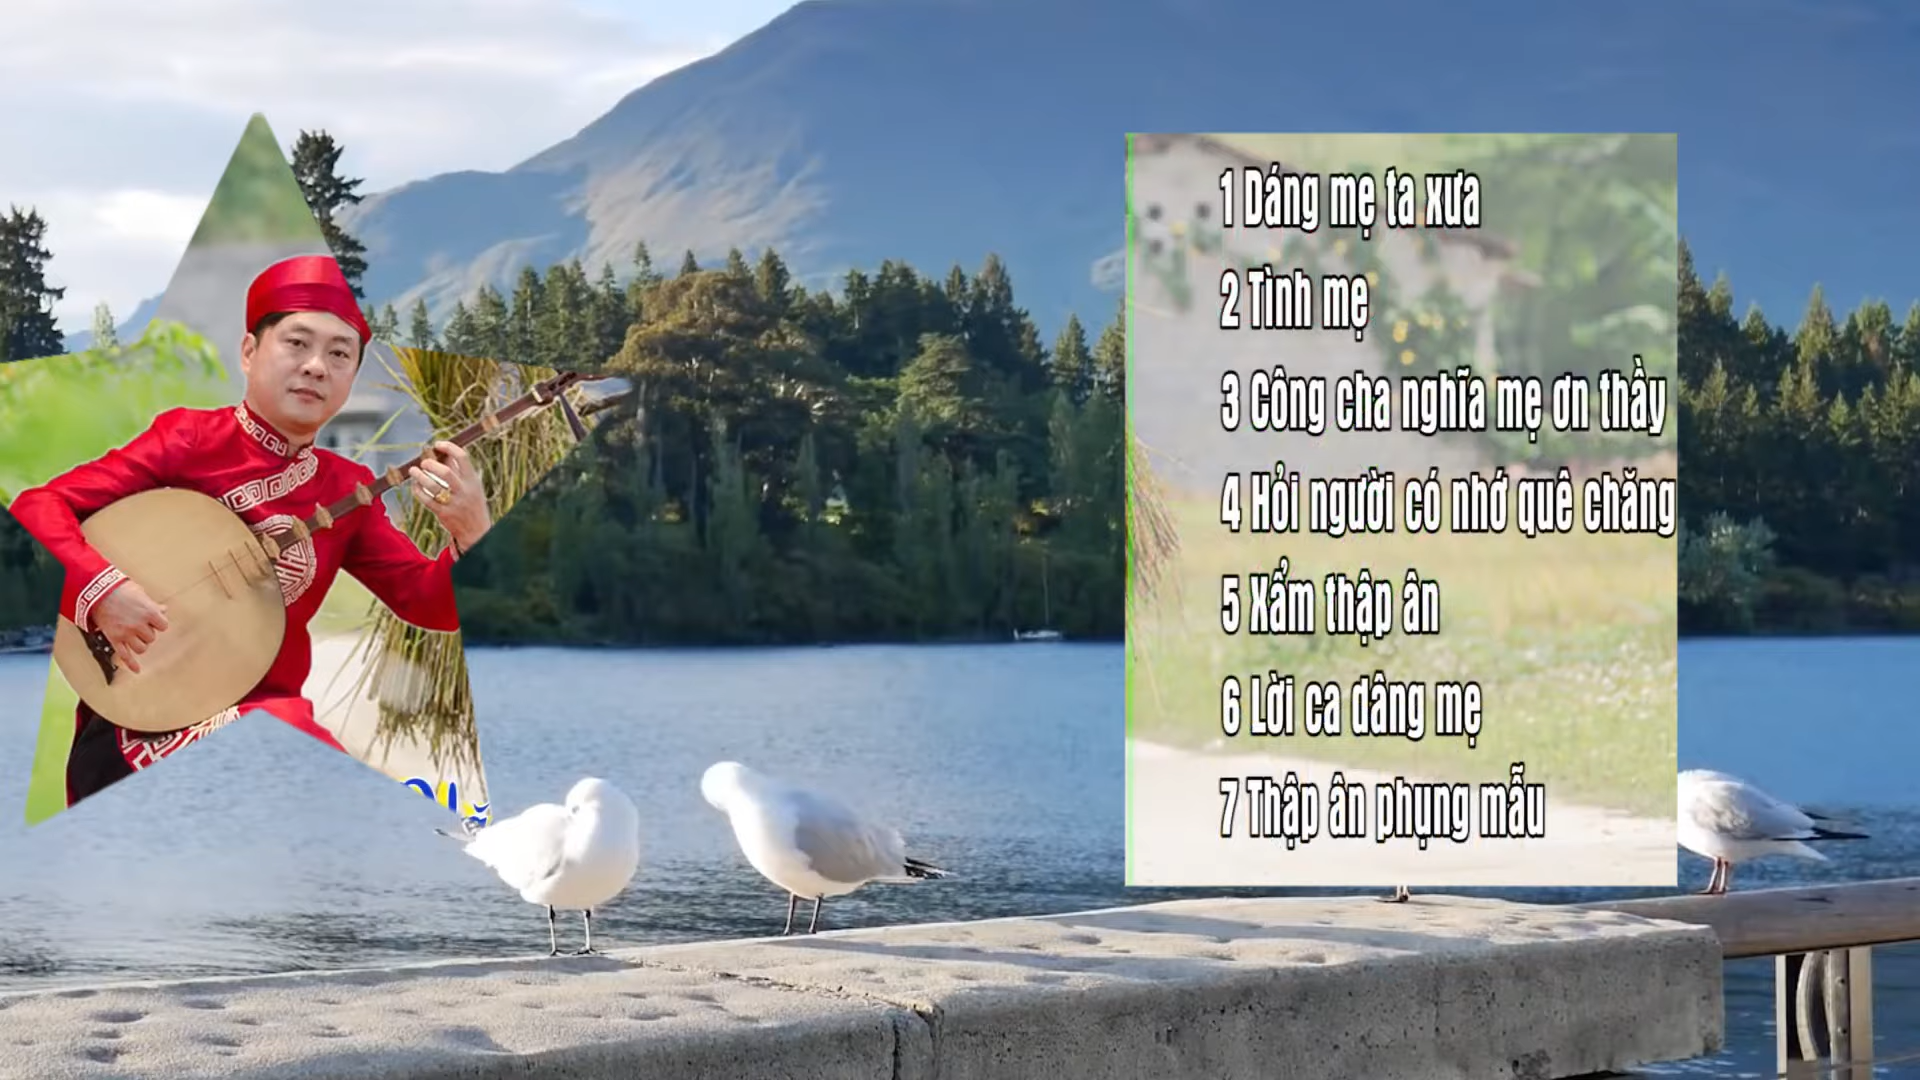 1 Dáng mẹ ta xưa
2 Tình mẹ
3 Công cha nghĩa mẹ ơn thầy
4 Hỏi người có nhớ quê chăng
5 Xẩm thập ân
6 Lời ca dâng mẹ
7 Thập ân phụng mẫu